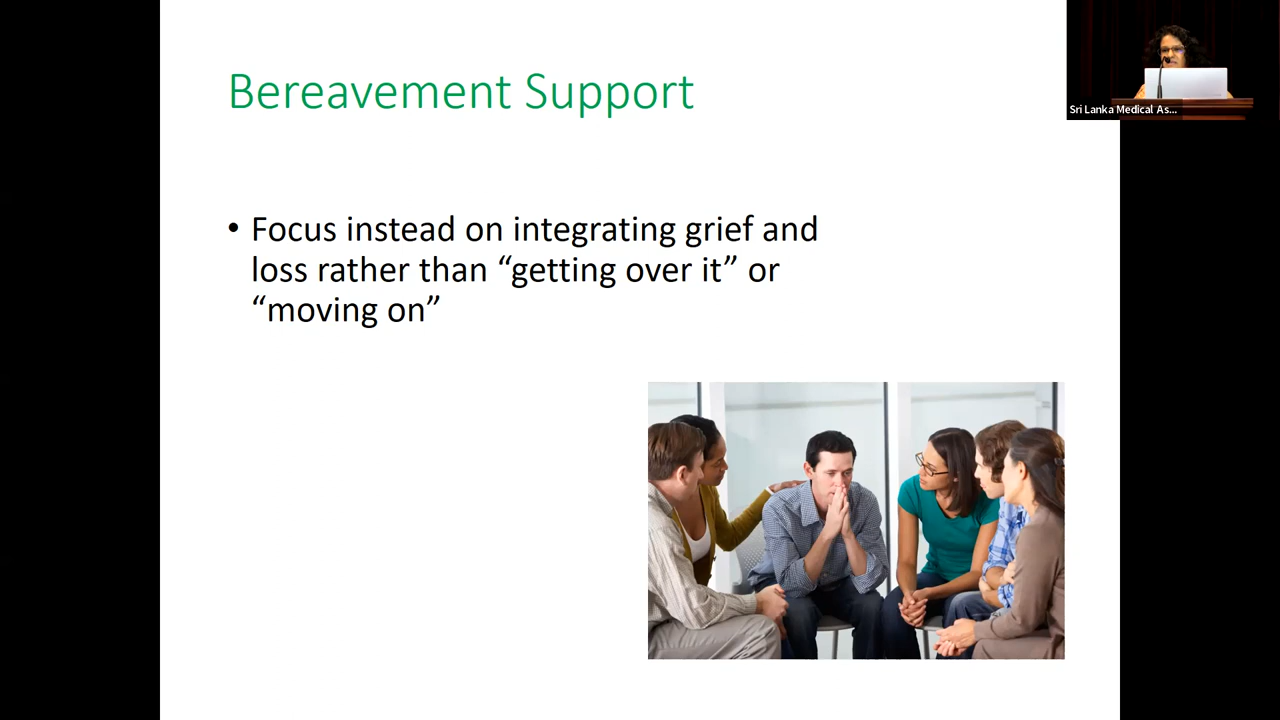 Bereavement Support
Sri Lanka Medical As...
• Focus instead on integrating grief and
loss rather than “getting over it” or
“moving on”